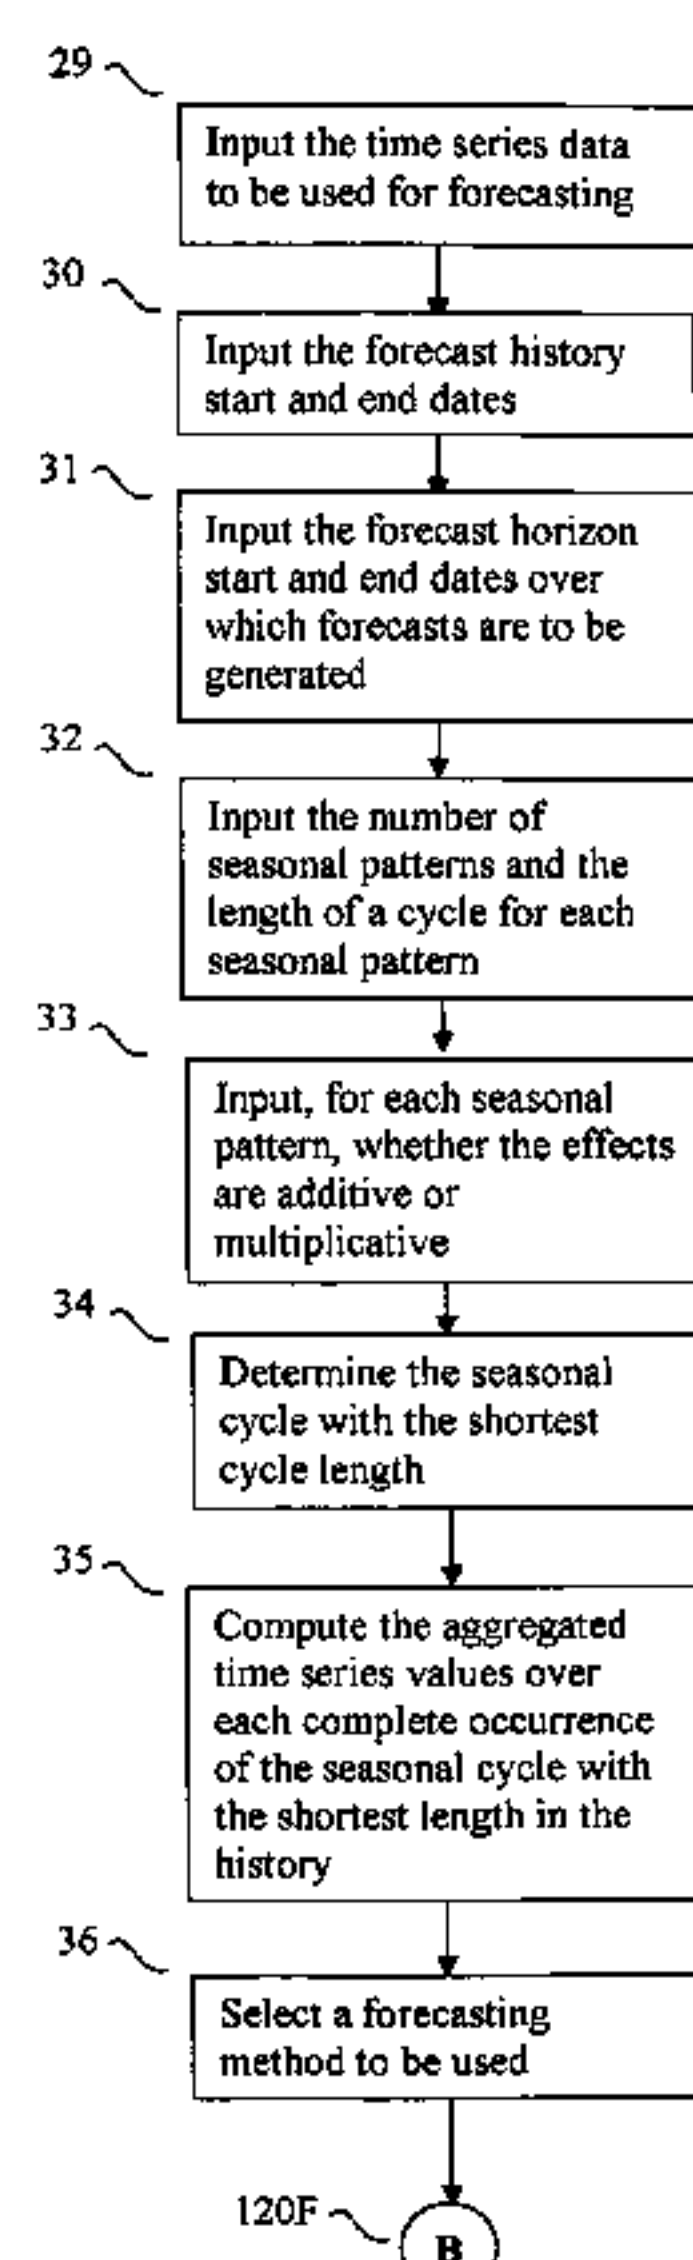 29
Input the time series data
to be used for forecasting
30
Input the forecast history
start and end dates
31
Input the forecast horizon
start and end dates over
which forecasts are to be
generated
32
Input the number of
seasonal patterns and the
length of a cycle for each
seasonal pattern
33
Input, for each seasonal
pattern, whether the effects
are additive or
multiplicative
34
Determine the seasonal
cycle with the shortest
cycle length
35
Compute the aggregated
time series values over
each complete occurrence
of the seasonal cycle with
the shortest length in the
history
36
Select a forecasting
method to be used
120F
B